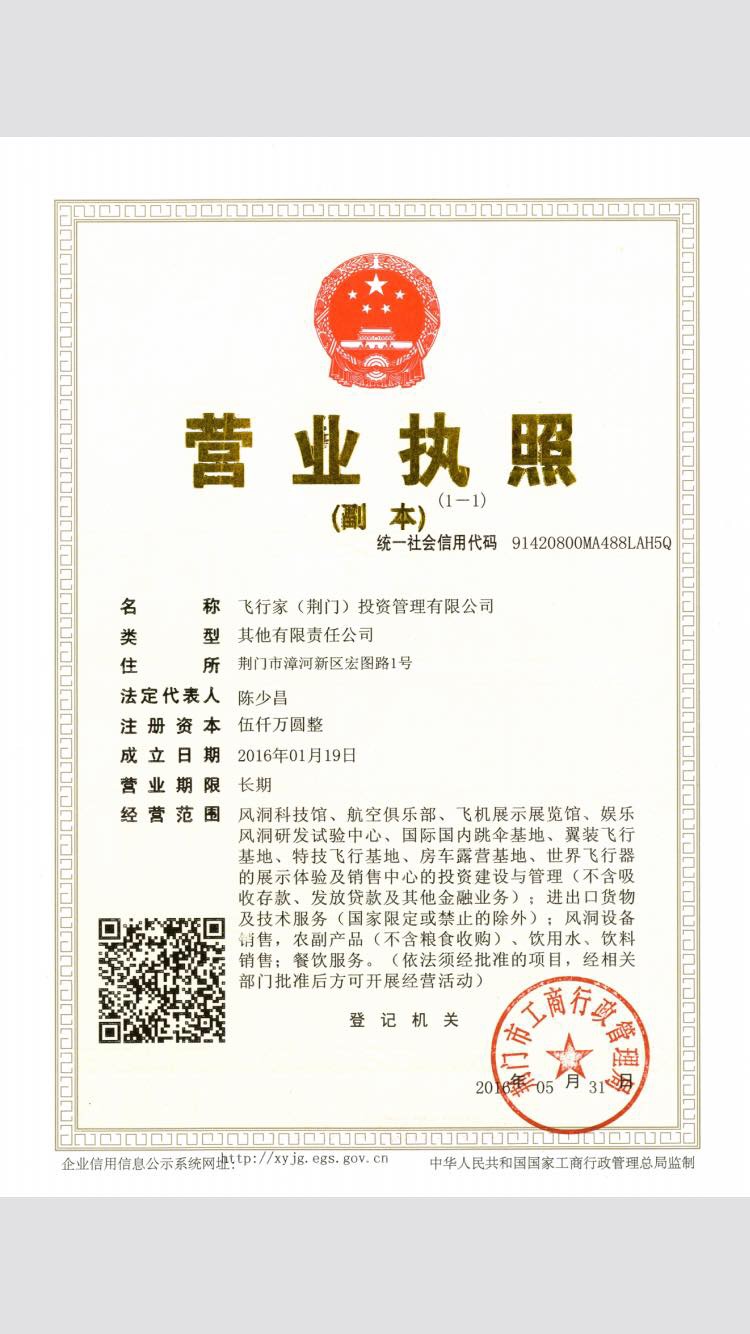 营业执照
(副 本)
(1－1)
统一社会信用代码 91420800MA488LAH5Q
名 称 飞行家（荆门）投资管理有限公司
类 型 其他有限责任公司
住 所 荆门市漳河新区宏图路1号
法定代表人 陈少昌
注 册 资 本 伍仟万圆整
成 立 日 期 2016年01月19日
营 业 期 限 长期
经 营 范 围 风洞科技馆、航空俱乐部、飞机展示展览馆、娱乐
风洞研发试验中心、国际国内跳伞基地、翼装飞行
基地、特技飞行基地、房车露营基地、世界飞行器
的展示体验及销售中心的投资建设与管理（不含吸
收存款、发放贷款及其他金融业务）；进出口货物
及技术服务（国家限定或禁止的除外）；风洞设备
销售，农副产品（不含粮食收购）、饮用水、饮料
销售；餐饮服务。（依法须经批准的项目，经相关
部门批准后方可开展经营活动）
登 记 机 关
荆门市工商行政管理局
2016年 05 月 31 日
企业信用信息公示系统网址：http://xyjg.egs.gov.cn
中华人民共和国国家工商行政管理总局监制